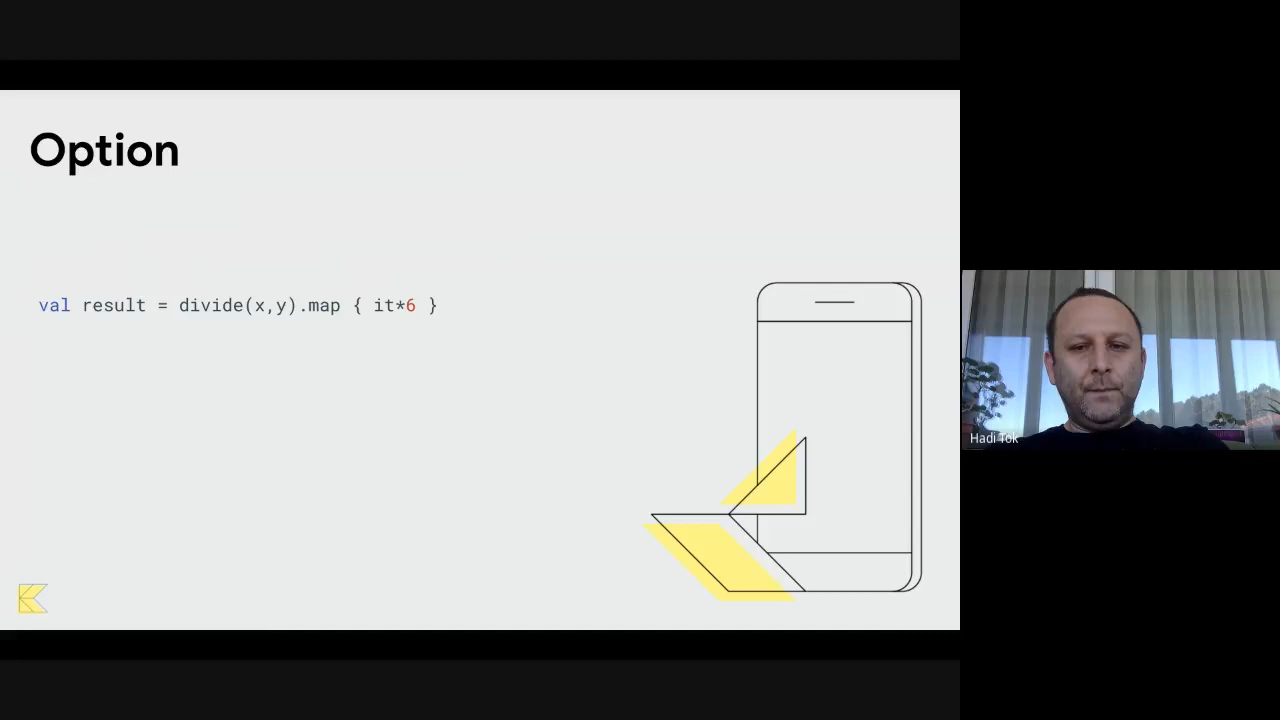 Option
val result = divide(x,y).map { it*6 }
Hadi Tok